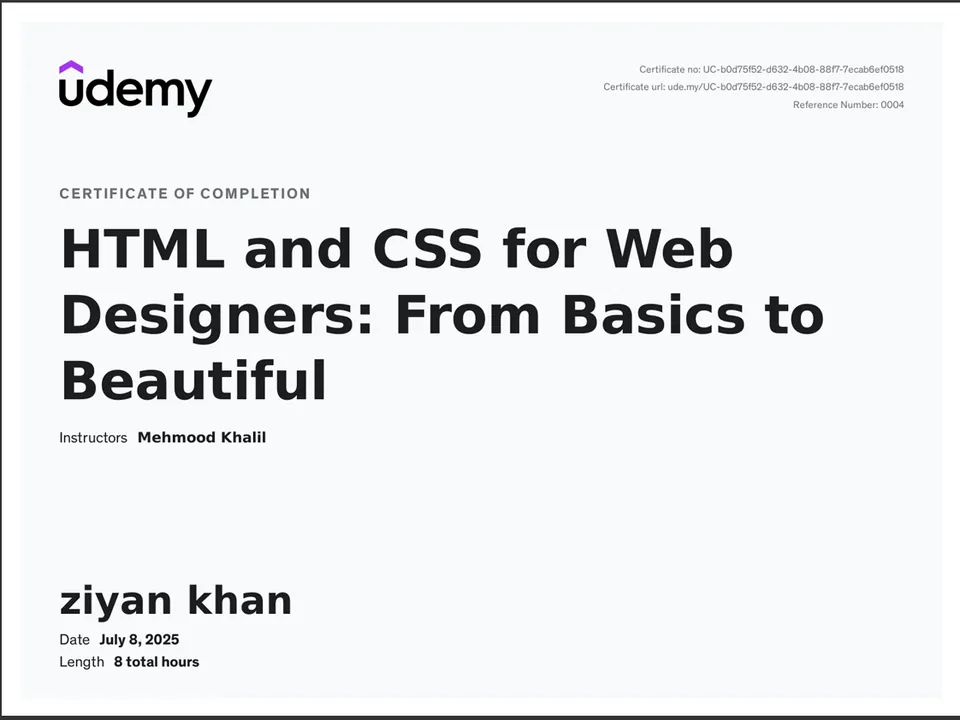 udemy
Certificate no: UC-b0d75f52-d632-4b08-88f7-7ecab6ef0518
Certificate url: ude.my/UC-b0d75f52-d632-4b08-88f7-7ecab6ef0518
Reference Number: 0004
CERTIFICATE OF COMPLETION
HTML and CSS for Web
Designers: From Basics to
Beautiful
Instructors Mehmood Khalil
ziyan khan
Date July 8, 2025
Length 8 total hours